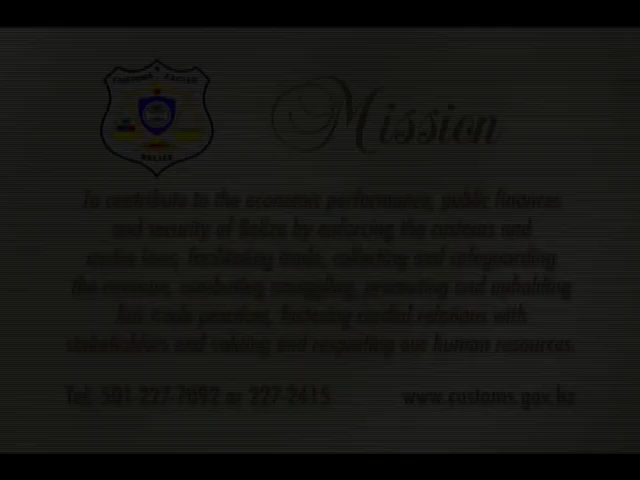 CUSTOMS & EXCISE
BELIZE
Mission
To contribute to the economic performance, public finances
and security of Belize by enforcing the customs and
excise laws, facilitating trade, collecting and safeguarding
the revenue, combating smuggling, promoting and upholding
fair trade practices, fostering cordial relations with
stakeholders and valuing and respecting our human resources.
Tel: 501-227-7092 or 227-2415
www.customs.gov.bz